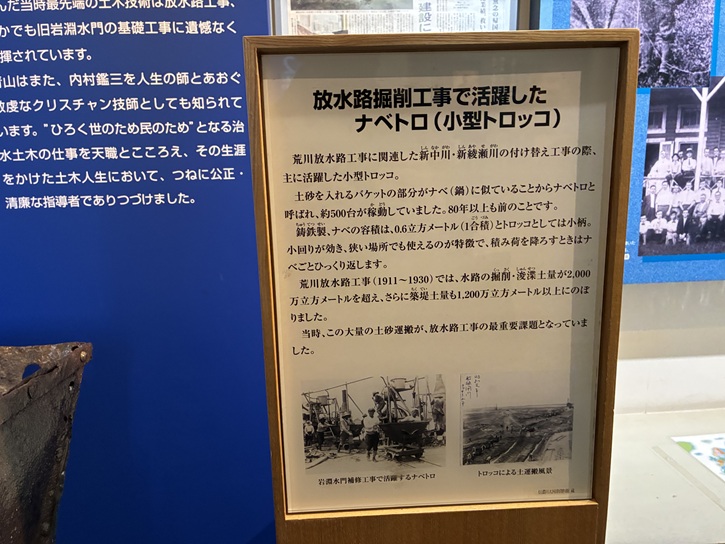 んだ当時最先端の土木技術は放水路工事、
かでも旧岩淵水門の基礎工事に遺憾なく
揮されています。
青山はまた、内村鑑三を人生の師とあおぐ
敬虔なクリスチャン技師としても知られて
います。“ひろく世のため民のため”となる治
水土木の仕事を天職とこころえ、その生涯
をかけた土木人生において、つねに公正・
清廉な指導者でありつづけました。
放水路掘削工事で活躍した
ナベトロ(小型トロッコ)
荒川放水路工事に関連した新中川・新綾瀬川の付け替え工事の際、
主に活躍した小型トロッコ。
土砂を入れるバケットの部分がナベ(鍋)に似ていることからナベトロと
呼ばれ、約500台が稼動していました。80年以上も前のことです。
鋳鉄製、ナベの容積は、0.6立方メートル(1合積)とトロッコとしては小柄。
小回りが効き、狭い場所でも使えるのが特徴で、積み荷を降ろすときはナ
ベごとひっくり返します。
荒川放水路工事(1911~1930)では、水路の掘削・浚渫土量が2,000
万立方メートルを超え、さらに築堤土量も1,200万立方メートル以上にのぼ
りました。
当時、この大量の土砂運搬が、放水路工事の最重要課題となっていま
した。
岩淵水門補修工事で活躍するナベトロ
トロッコによる土運搬風景